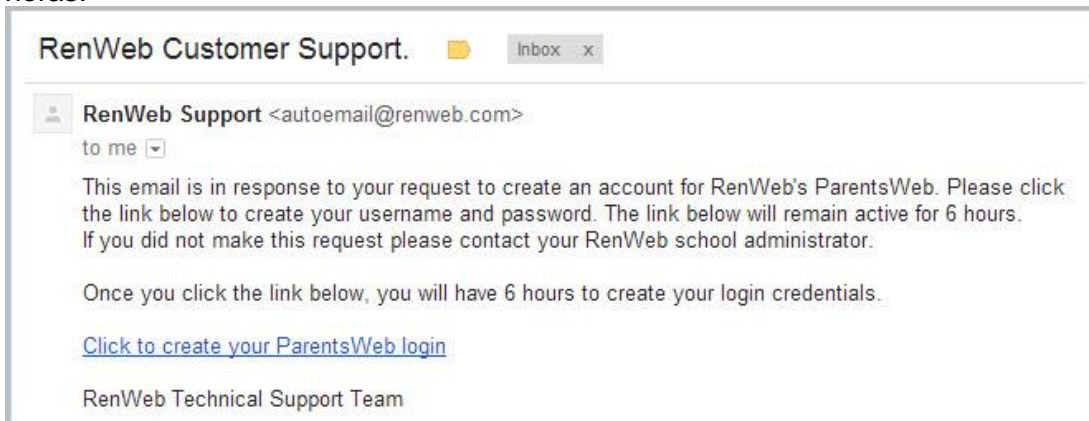 RenWeb Customer Support.
Inbox x
RenWeb Support <autoemail@renweb.com>
to me
This email is in response to your request to create an account for RenWeb's ParentsWeb. Please click
the link below to create your username and password. The link below will remain active for 6 hours.
If you did not make this request please contact your RenWeb school administrator.
Once you click the link below, you will have 6 hours to create your login credentials.
Click to create your ParentsWeb login
RenWeb Technical Support Team